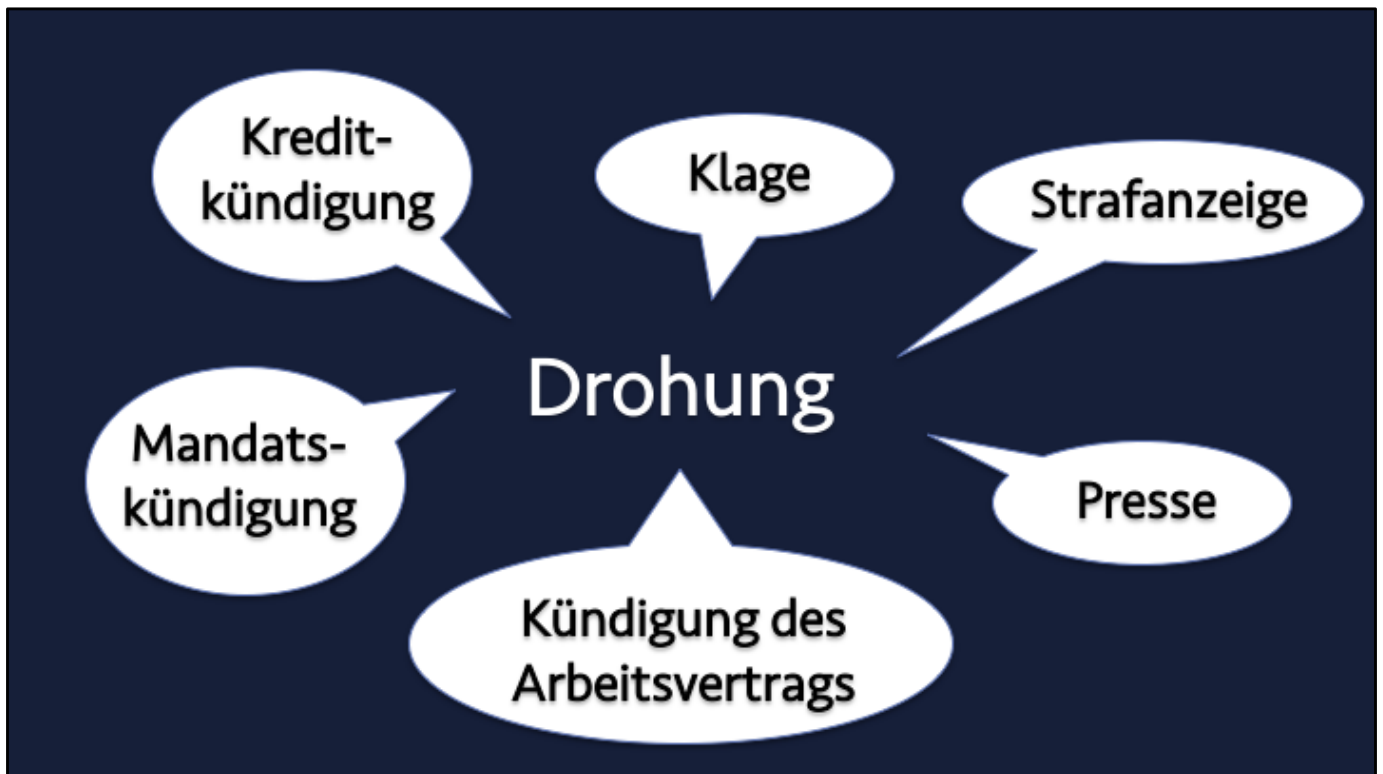 Kredit-
kündigung
Klage
Strafanzeige
Drohung
Mandats-
kündigung
Presse
Kündigung des
Arbeitsvertrags